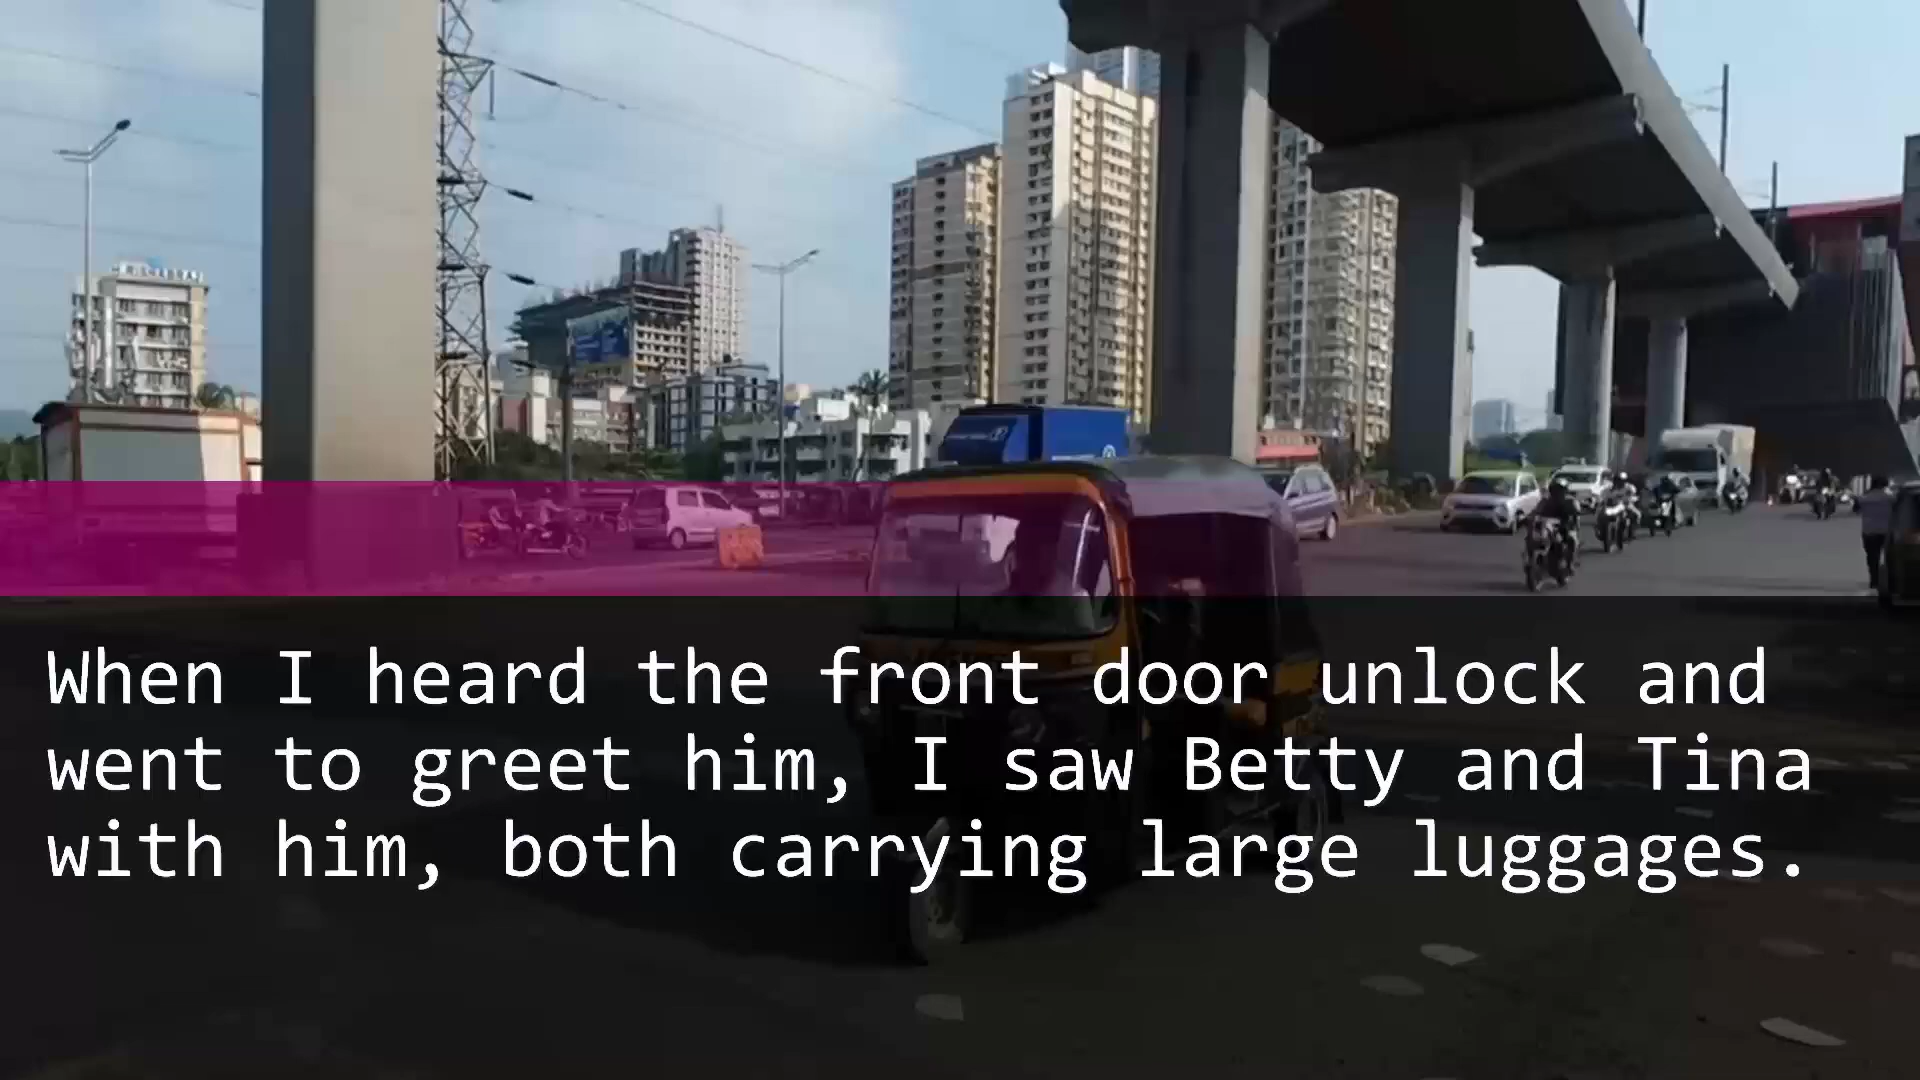 When I heard the front door unlock and
went to greet him, I saw Betty and Tina
with him, both carrying large luggages.